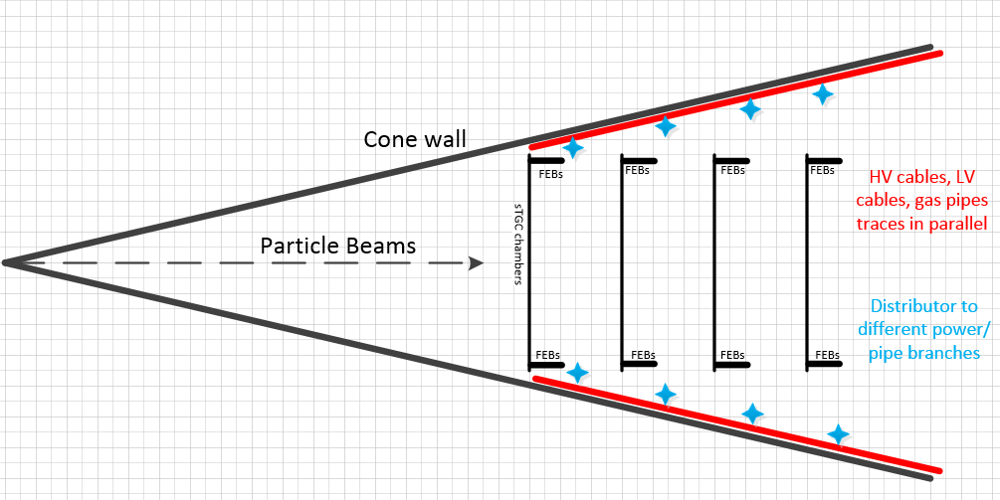 Cone wall
FEBs
FEBs
FEBs
FEBs
HV cables, LV
cables, gas pipes
traces in parallel
sTGC chambers
Particle Beams
Distributor to
different power/
pipe branches
FEBs
FEBs
FEBs
FEBs